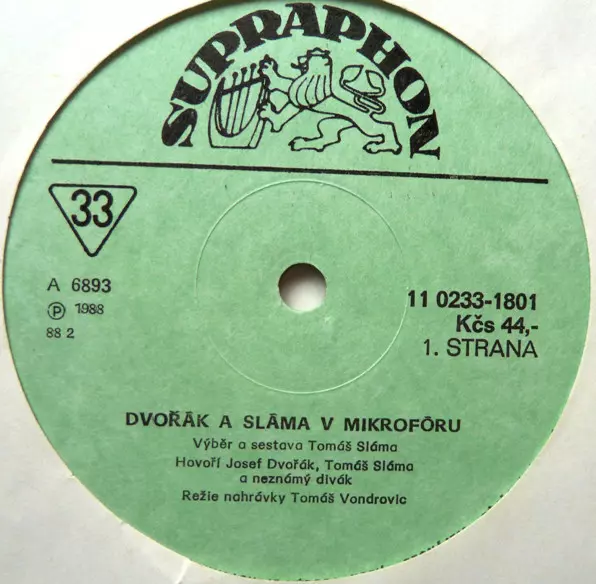 SUPRAPHON
33
A 6893
Ⓟ 1988
88 2
11 0233-1801
Kčs 44,-
1. STRANA
DVOŘÁK A SLÁMA V MIKROFÓRU
Výběr a sestava Tomáš Sláma
Hovoří Josef Dvořák, Tomáš Sláma
a neznámý divák
Režie nahrávky Tomáš Vondrovic